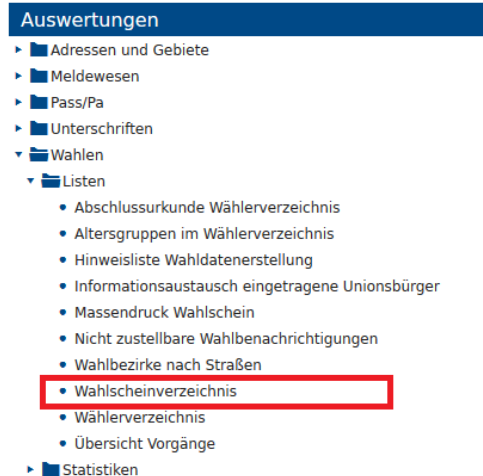 Auswertungen
Adressen und Gebiete
Meldewesen
Pass/Pa
Unterschriften
Wahlen
Listen
Abschlussurkunde Wählerverzeichnis
Altersgruppen im Wählerverzeichnis
Hinweisliste Wahldatenerstellung
Informationsaustausch eingetragene Unionsbürger
Massendruck Wahlschein
Nicht zustellbare Wahlbenachrichtigungen
Wahlbezirke nach Straßen
Wahlscheinverzeichnis
Wählerverzeichnis
Übersicht Vorgänge
Statistiken